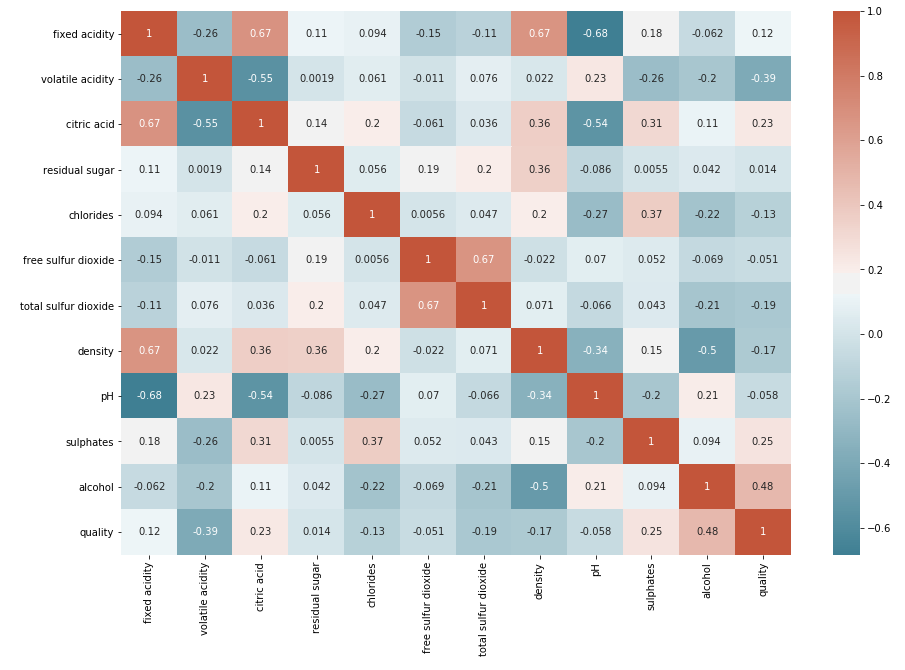 fixed acidity 1 -0.26 0.67 0.11 0.094 -0.15 -0.11 0.67 -0.68 0.18 -0.062 0.12
volatile acidity -0.26 1 -0.55 0.0019 0.061 -0.011 0.076 0.022 0.23 -0.26 -0.2 -0.39
citric acid 0.67 -0.55 1 0.14 0.2 -0.061 0.036 0.36 -0.54 0.31 0.11 0.23
residual sugar 0.11 0.0019 0.14 1 0.056 0.19 0.2 0.36 -0.086 0.0055 0.042 0.014
chlorides 0.094 0.061 0.2 0.056 1 0.0056 0.047 0.2 -0.27 0.37 -0.22 -0.13
free sulfur dioxide -0.15 -0.011 -0.061 0.19 0.0056 1 0.67 -0.022 0.07 0.052 -0.069 -0.051
total sulfur dioxide -0.11 0.076 0.036 0.2 0.047 0.67 1 0.071 -0.066 0.043 -0.21 -0.19
density 0.67 0.022 0.36 0.36 0.2 -0.022 0.071 1 -0.34 0.15 -0.5 -0.17
pH -0.68 0.23 -0.54 -0.086 -0.27 0.07 -0.066 -0.34 1 -0.2 0.21 -0.058
sulphates 0.18 -0.26 0.31 0.0055 0.37 0.052 0.043 0.15 -0.2 1 0.094 0.25
alcohol -0.062 -0.2 0.11 0.042 -0.22 -0.069 -0.21 -0.5 0.21 0.094 1 0.48
quality 0.12 -0.39 0.23 0.014 -0.13 -0.051 -0.19 -0.17 -0.058 0.25 0.48 1
fixed acidity
volatile acidity
citric acid
residual sugar
chlorides
free sulfur dioxide
total sulfur dioxide
density
pH
sulphates
alcohol
quality
1.0
0.8
0.6
0.4
0.2
0.0
−0.2
−0.4
−0.6